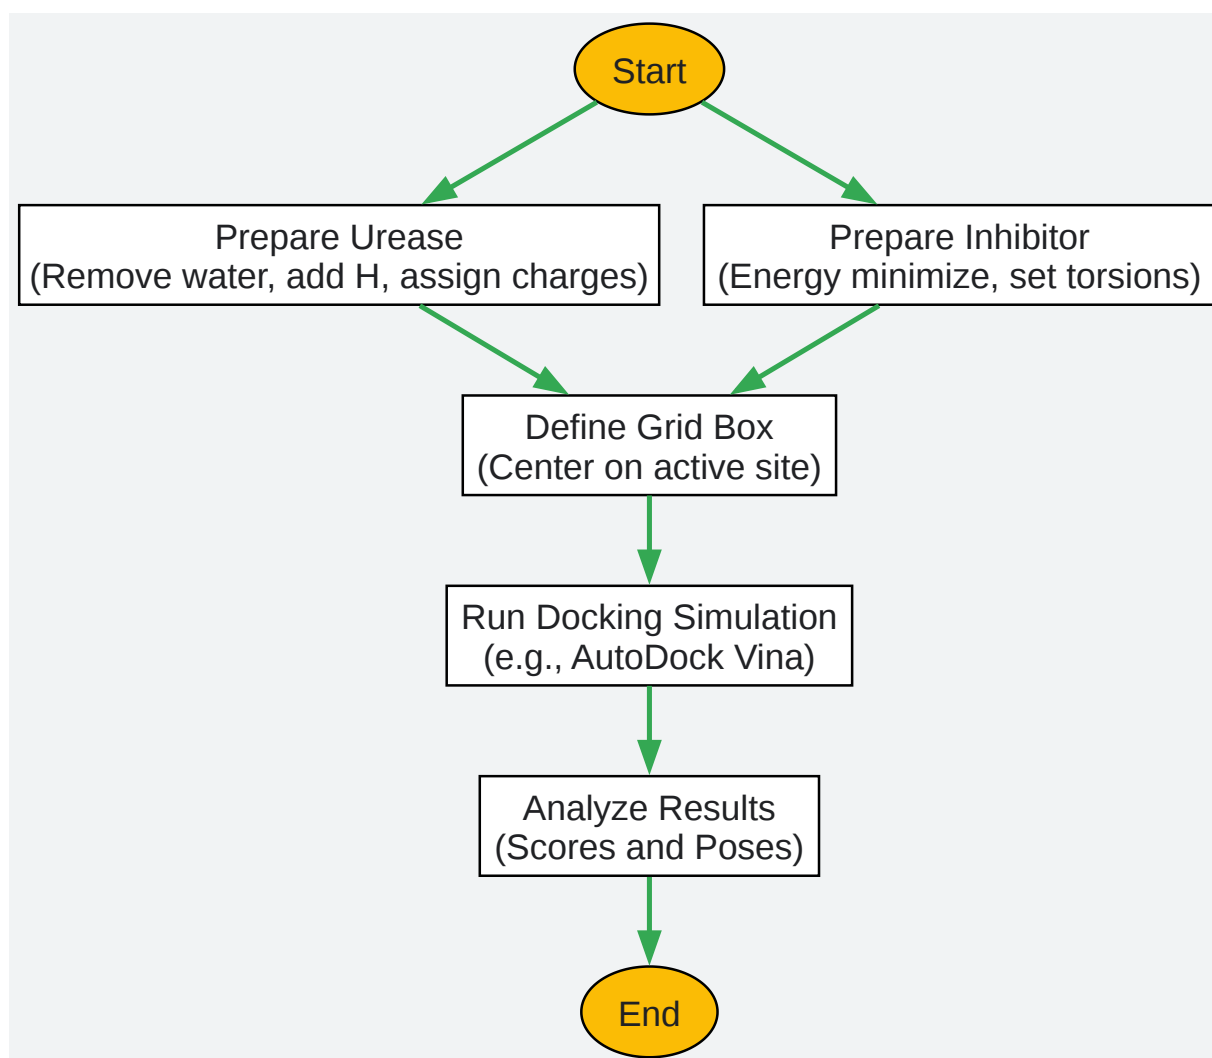 Start
Prepare Urease
(Remove water, add H, assign charges)
Prepare Inhibitor
(Energy minimize, set torsions)
Define Grid Box
(Center on active site)
Run Docking Simulation
(e.g., AutoDock Vina)
Analyze Results
(Scores and Poses)
End